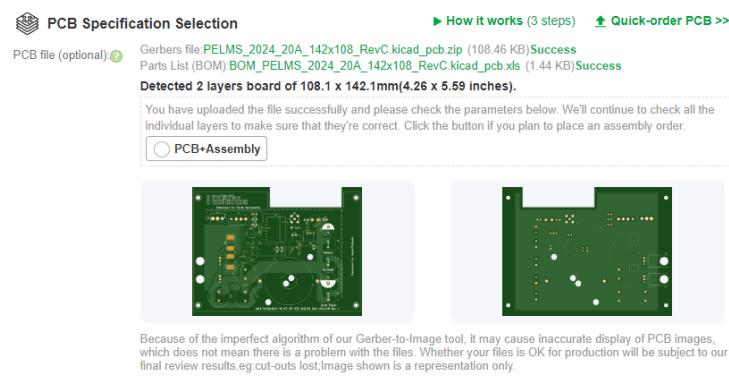 PCB Specification Selection
How it works (3 steps)
Quick-order PCB >>
PCB file (optional):
Gerbers file:PELMS_2024_20A_142x108_RevC.kicad_pcb.zip (108.46 KB)Success
Parts List (BOM):BOM_PELMS_2024_20A_142x108_RevC.kicad_pcb.xls (1.44 KB)Success
Detected 2 layers board of 108.1 x 142.1mm(4.26 x 5.59 inches).
You have uploaded the file successfully and please check the parameters below. We'll continue to check all the
individual layers to make sure that they're correct. Click the button if you plan to place an assembly order.
PCB+Assembly
Because of the imperfect algorithm of our Gerber-to-Image tool, it may cause inaccurate display of PCB images,
which does not mean there is a problem with the files. Whether your files is OK for production will be subject to our
final review results.eg:cut-outs lost;Image shown is a representation only.